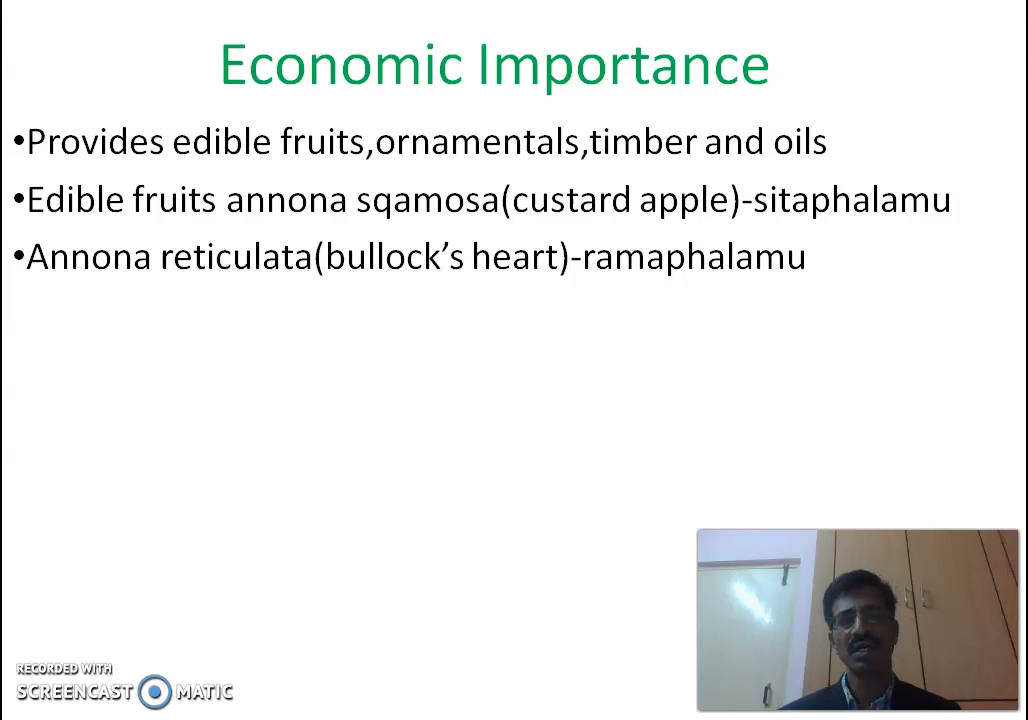 Economic Importance
•Provides edible fruits,ornamentals,timber and oils
•Edible fruits annona sqamosa(custard apple)-sitaphalamu
•Annona reticulata(bullock’s heart)-ramaphalamu
RECORDED WITH
SCREENCAST MATIC